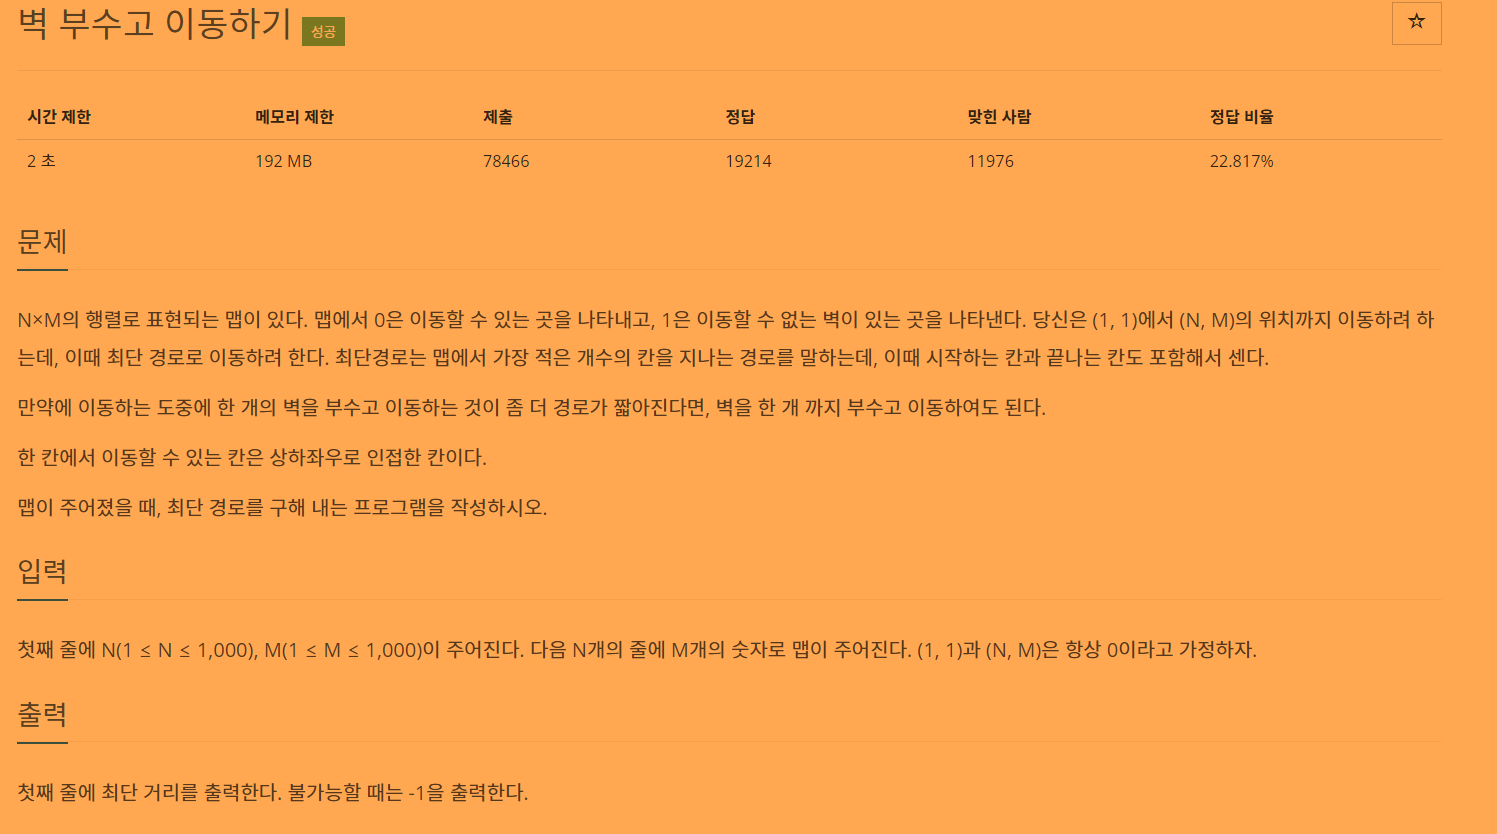 벽 부수고 이동하기 성공
☆
시간 제한 메모리 제한 제출 정답 맞힌 사람 정답 비율
2 초 192 MB 78466 19214 11976 22.817%
문제
N×M의 행렬로 표현되는 맵이 있다. 맵에서 0은 이동할 수 있는 곳을 나타내고, 1은 이동할 수 없는 벽이 있는 곳을 나타낸다. 당신은 (1, 1)에서 (N, M)의 위치까지 이동하려 하
는데, 이때 최단 경로로 이동하려 한다. 최단경로는 맵에서 가장 적은 개수의 칸을 지나는 경로를 말하는데, 이때 시작하는 칸과 끝나는 칸도 포함해서 센다.
만약에 이동하는 도중에 한 개의 벽을 부수고 이동하는 것이 좀 더 경로가 짧아진다면, 벽을 한 개 까지 부수고 이동하여도 된다.
한 칸에서 이동할 수 있는 칸은 상하좌우로 인접한 칸이다.
맵이 주어졌을 때, 최단 경로를 구해 내는 프로그램을 작성하시오.
입력
첫째 줄에 N(1 ≤ N ≤ 1,000), M(1 ≤ M ≤ 1,000)이 주어진다. 다음 N개의 줄에 M개의 숫자로 맵이 주어진다. (1, 1)과 (N, M)은 항상 0이라고 가정하자.
출력
첫째 줄에 최단 거리를 출력한다. 불가능할 때는 -1을 출력한다.